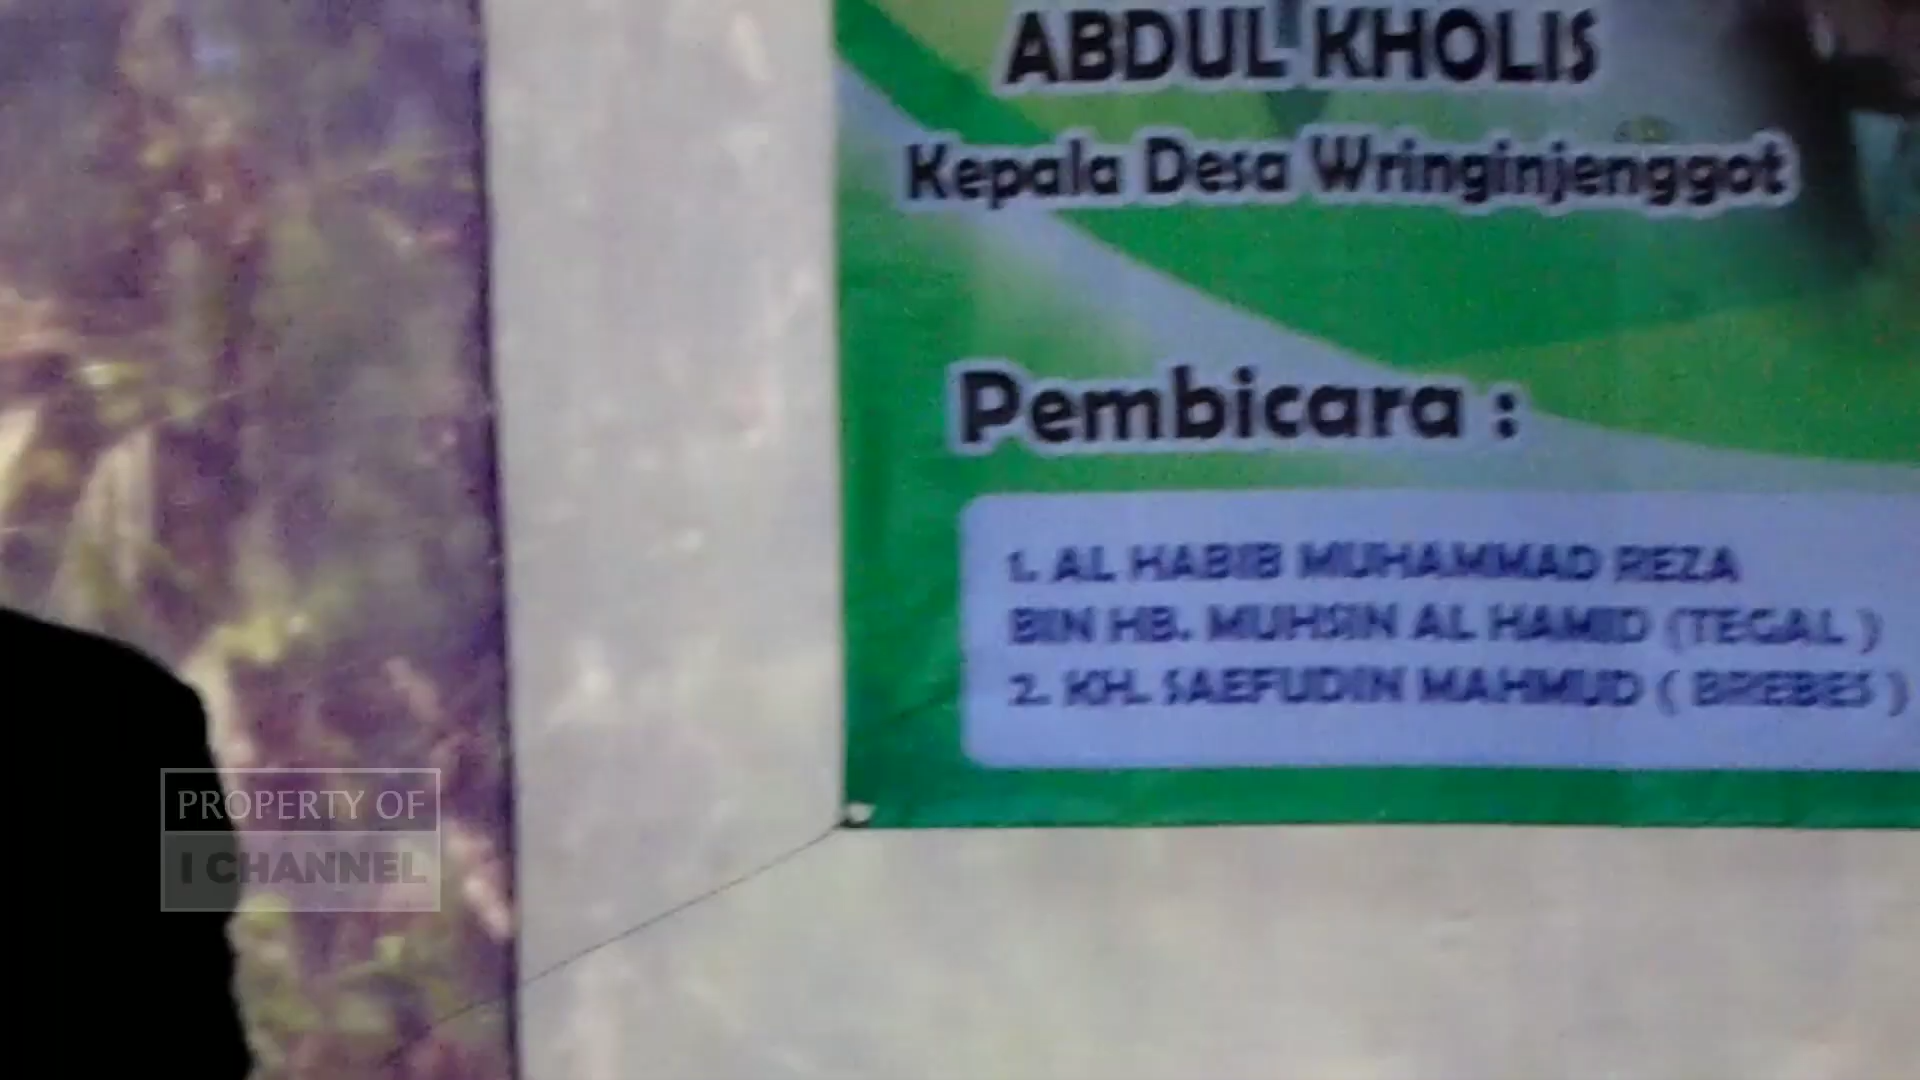 ABDUL KHOLIS
Kepala Desa Wringinjenggot
Pembicara :
1. AL HABIB MUHAMMAD REZA
BIN HB. MUHSIN AL HAMID (TEGAL )
2. KH. SAEFUDIN MAHMUD ( BREBES )
PROPERTY OF
I CHANNEL